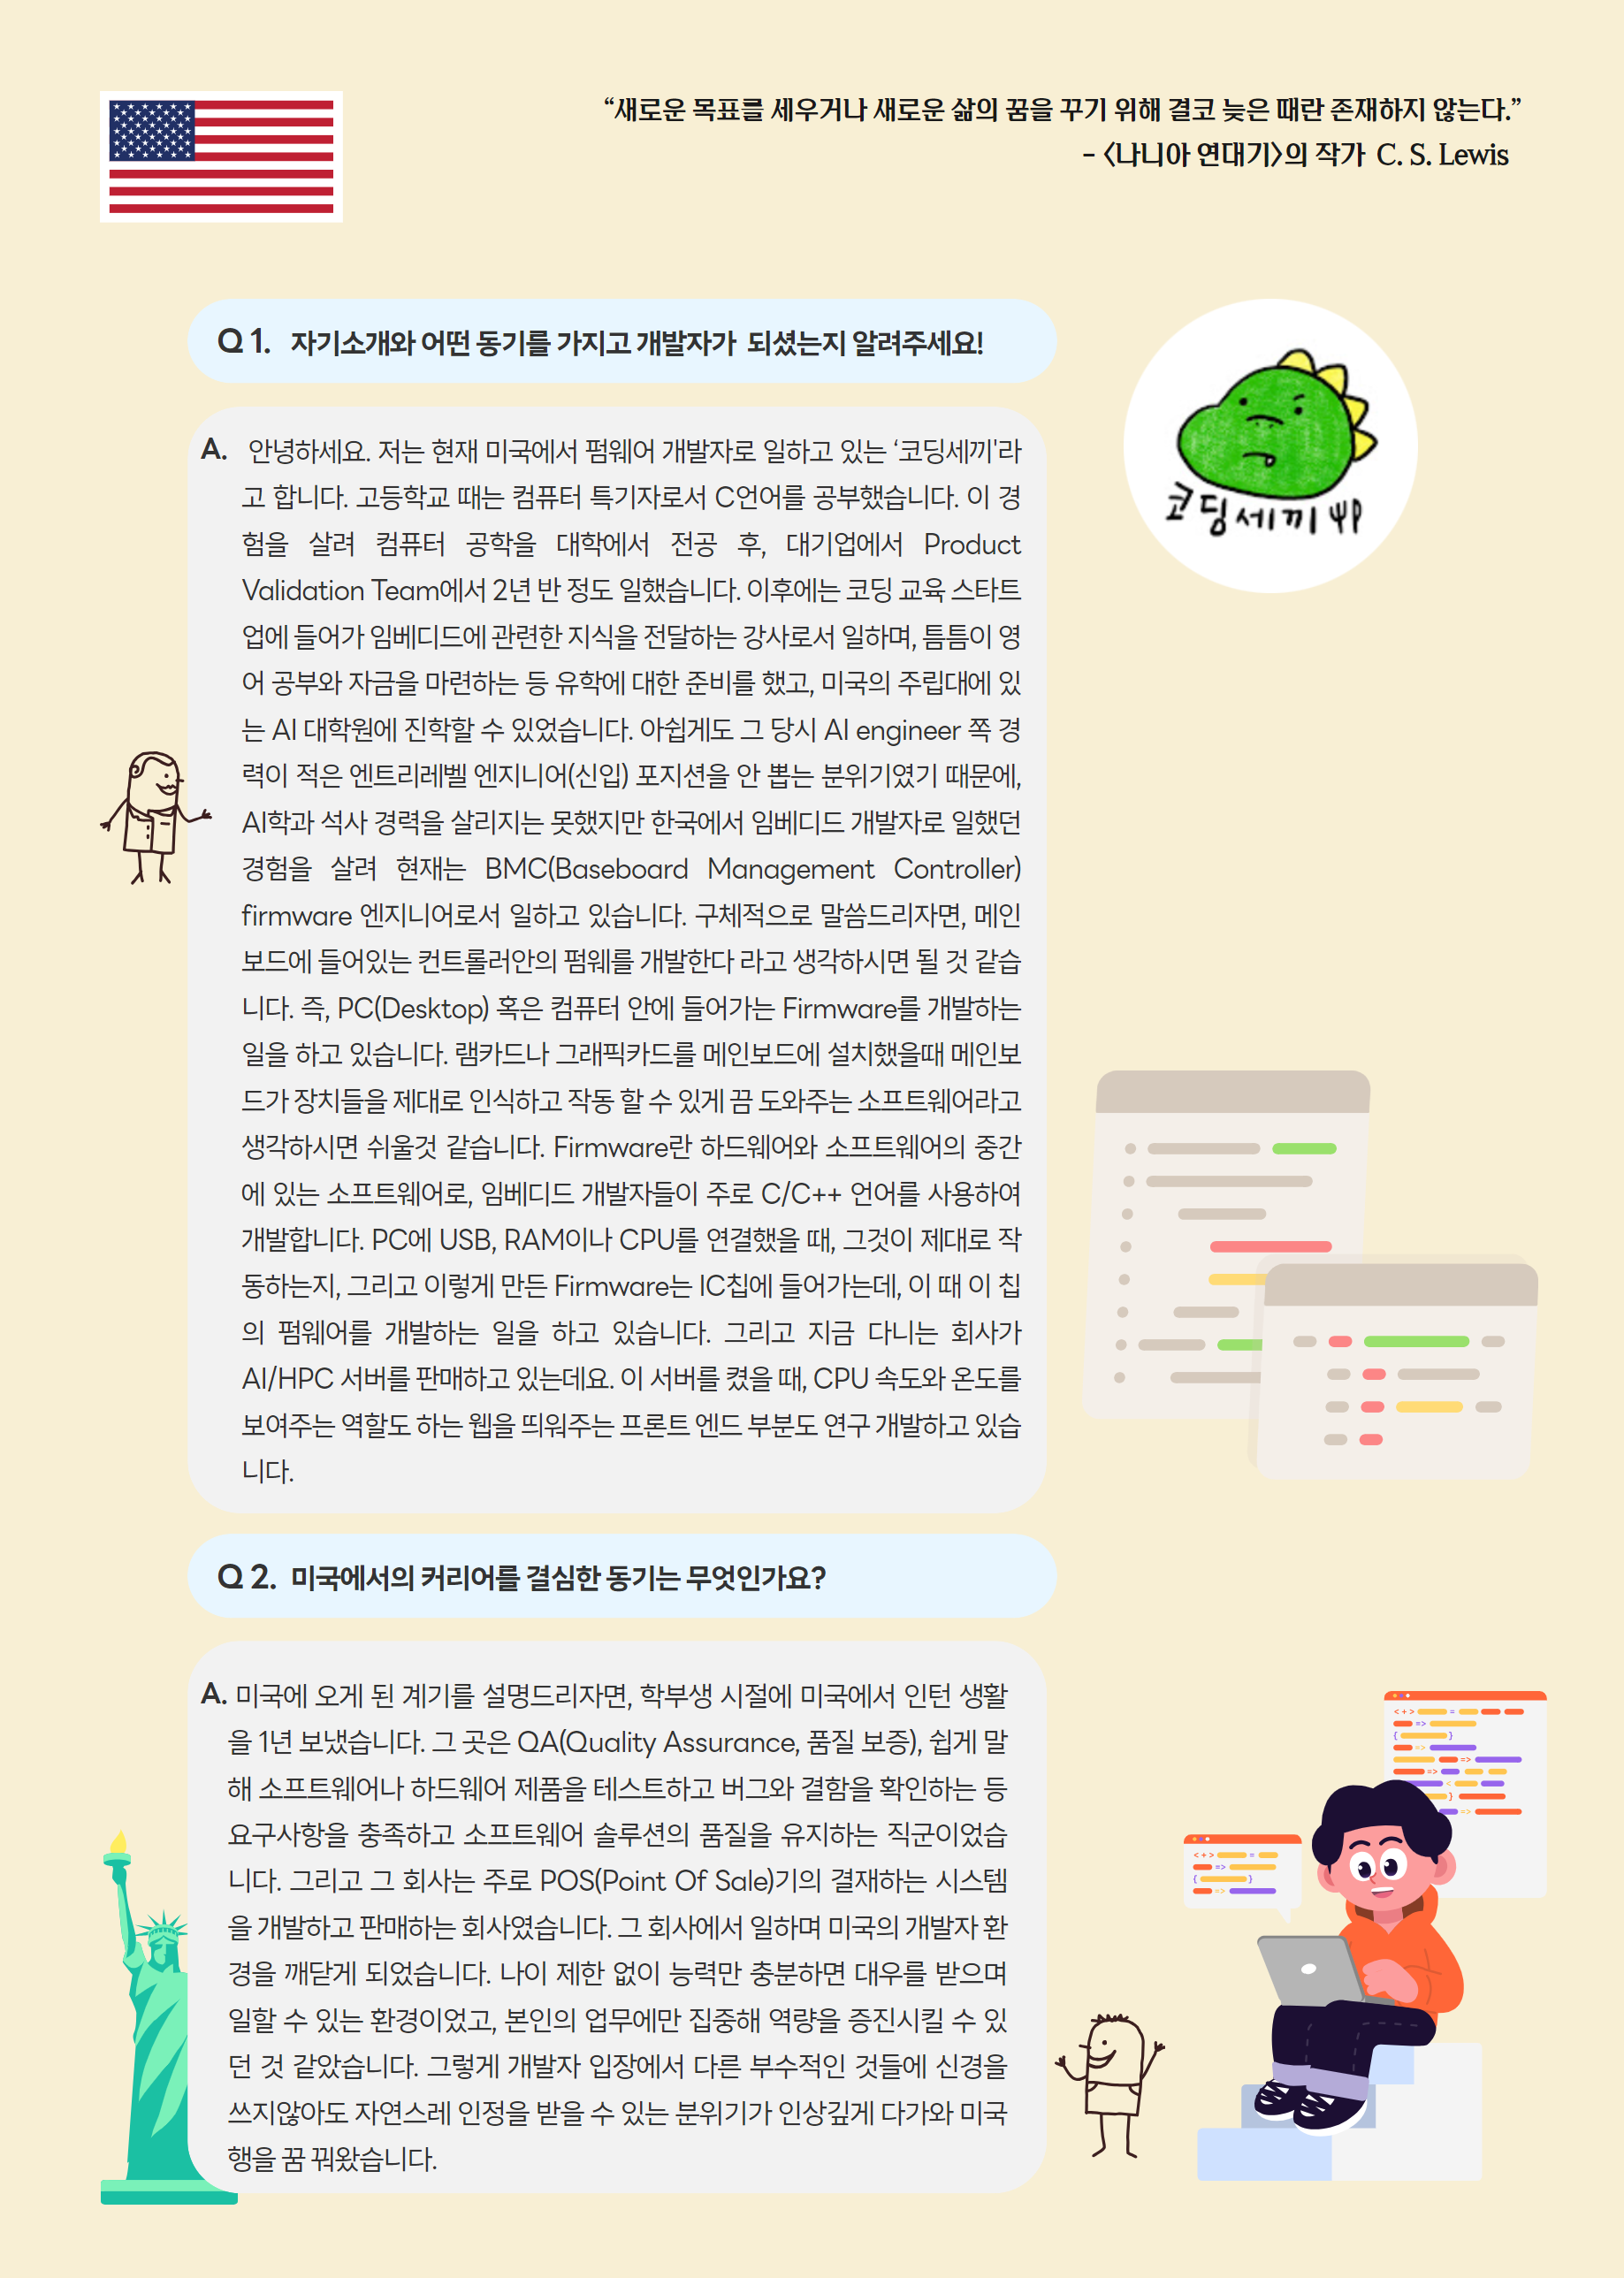 “새로운 목표를 세우거나 새로운 삶의 꿈을 꾸기 위해 결코 늦은 때란 존재하지 않는다.”
- <나니아 연대기>의 작가 C. S. Lewis
Q 1. 자기소개와 어떤 동기를 가지고 개발자가 되셨는지 알려주세요!
코딩세끼
A. 안녕하세요. 저는 현재 미국에서 펌웨어 개발자로 일하고 있는 ‘코딩세끼'라
고 합니다. 고등학교 때는 컴퓨터 특기자로서 C언어를 공부했습니다. 이 경
험을 살려 컴퓨터 공학을 대학에서 전공 후, 대기업에서 Product
Validation Team에서 2년 반 정도 일했습니다. 이후에는 코딩 교육 스타트
업에 들어가 임베디드에 관련한 지식을 전달하는 강사로서 일하며, 틈틈이 영
어 공부와 자금을 마련하는 등 유학에 대한 준비를 했고, 미국의 주립대에 있
는 AI 대학원에 진학할 수 있었습니다. 아쉽게도 그 당시 AI engineer 쪽 경
력이 적은 엔트리레벨 엔지니어(신입) 포지션을 안 뽑는 분위기였기 때문에,
AI학과 석사 경력을 살리지는 못했지만 한국에서 임베디드 개발자로 일했던
경험을 살려 현재는 BMC(Baseboard Management Controller)
firmware 엔지니어로서 일하고 있습니다. 구체적으로 말씀드리자면, 메인
보드에 들어있는 컨트롤러안의 펌웨를 개발한다 라고 생각하시면 될 것 같습
니다. 즉, PC(Desktop) 혹은 컴퓨터 안에 들어가는 Firmware를 개발하는
일을 하고 있습니다. 램카드나 그래픽카드를 메인보드에 설치했을때 메인보
드가 장치들을 제대로 인식하고 작동 할 수 있게 끔 도와주는 소프트웨어라고
생각하시면 쉬울것 같습니다. Firmware란 하드웨어와 소프트웨어의 중간
에 있는 소프트웨어로, 임베디드 개발자들이 주로 C/C++ 언어를 사용하여
개발합니다. PC에 USB, RAM이나 CPU를 연결했을 때, 그것이 제대로 작
동하는지, 그리고 이렇게 만든 Firmware는 IC칩에 들어가는데, 이 때 이 칩
의 펌웨어를 개발하는 일을 하고 있습니다. 그리고 지금 다니는 회사가
AI/HPC 서버를 판매하고 있는데요. 이 서버를 켰을 때, CPU 속도와 온도를
보여주는 역할도 하는 웹을 띄워주는 프론트 엔드 부분도 연구 개발하고 있습
니다.
Q 2. 미국에서의 커리어를 결심한 동기는 무엇인가요?
A. 미국에 오게 된 계기를 설명드리자면, 학부생 시절에 미국에서 인턴 생활
을 1년 보냈습니다. 그 곳은 QA(Quality Assurance, 품질 보증), 쉽게 말
해 소프트웨어나 하드웨어 제품을 테스트하고 버그와 결함을 확인하는 등
요구사항을 충족하고 소프트웨어 솔루션의 품질을 유지하는 직군이었습
니다. 그리고 그 회사는 주로 POS(Point Of Sale)기의 결재하는 시스템
을 개발하고 판매하는 회사였습니다. 그 회사에서 일하며 미국의 개발자 환
경을 깨닫게 되었습니다. 나이 제한 없이 능력만 충분하면 대우를 받으며
일할 수 있는 환경이었고, 본인의 업무에만 집중해 역량을 증진시킬 수 있
던 것 같았습니다. 그렇게 개발자 입장에서 다른 부수적인 것들에 신경을
쓰지않아도 자연스레 인정을 받을 수 있는 분위기가 인상깊게 다가와 미국
행을 꿈 꿔왔습니다.